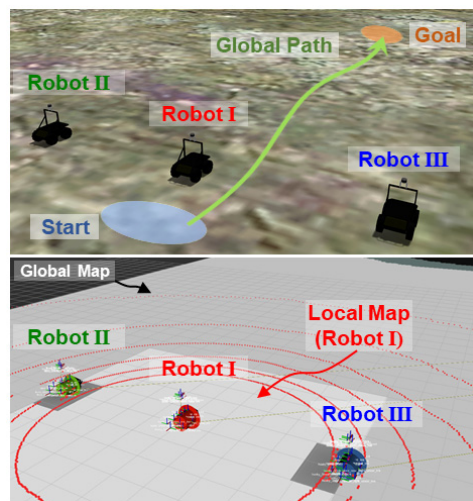 Global Path
Goal
Robot II
Robot I
Robot III
Start
Global Map
Robot II
Robot I
Local Map
(Robot I)
Robot III